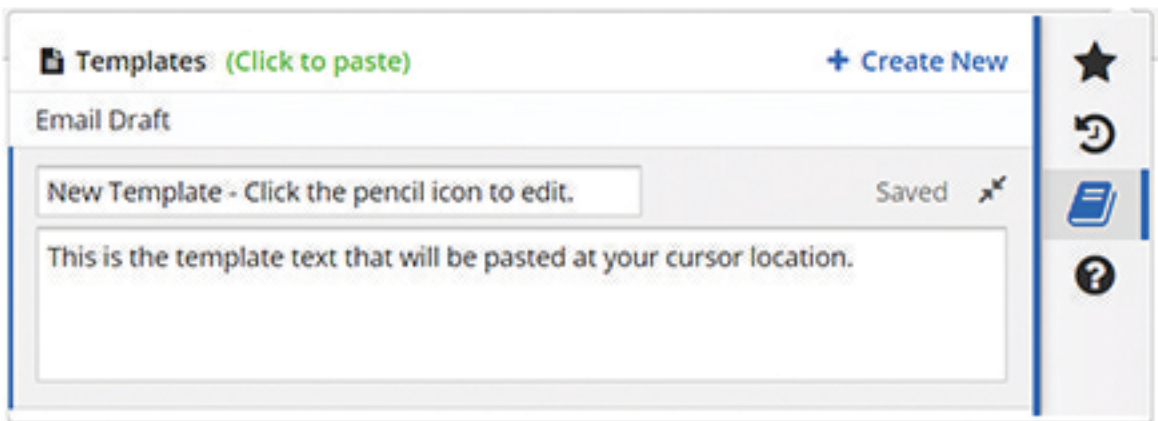 Templates (Click to paste) + Create New
Email Draft
New Template - Click the pencil icon to edit. Saved
This is the template text that will be pasted at your cursor location.